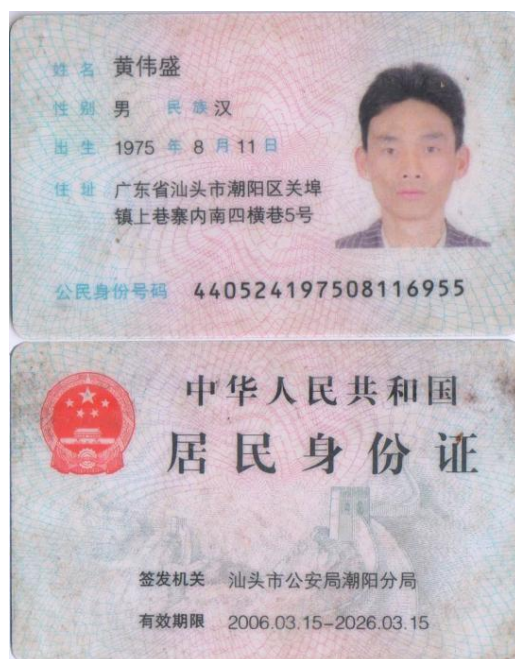 姓名 黄伟盛
性别 男 民族 汉
出生 1975 年 8 月 11 日
住址 广东省汕头市潮阳区关埠
镇上巷寨内南四横巷5号
公民身份号码 440524197508116955
中华人民共和国
居民身份证
签发机关 汕头市公安局潮阳分局
有效期限 2006.03.15-2026.03.15